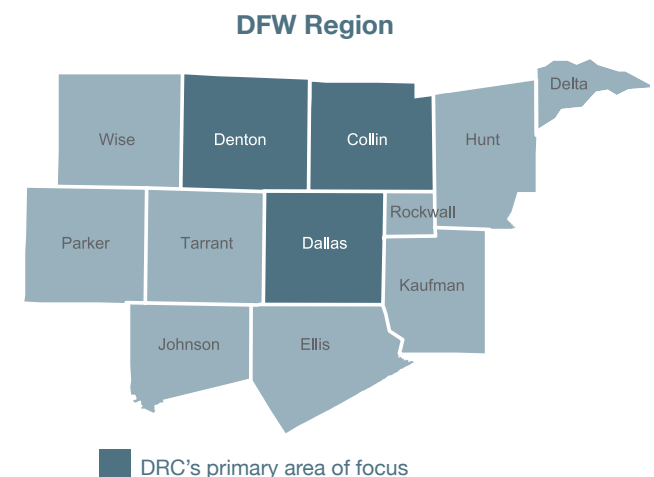 DFW Region
Delta
Wise
Denton
Collin
Hunt
Rockwall
Parker
Tarrant
Dallas
Kaufman
Johnson
Ellis
DRC's primary area of focus